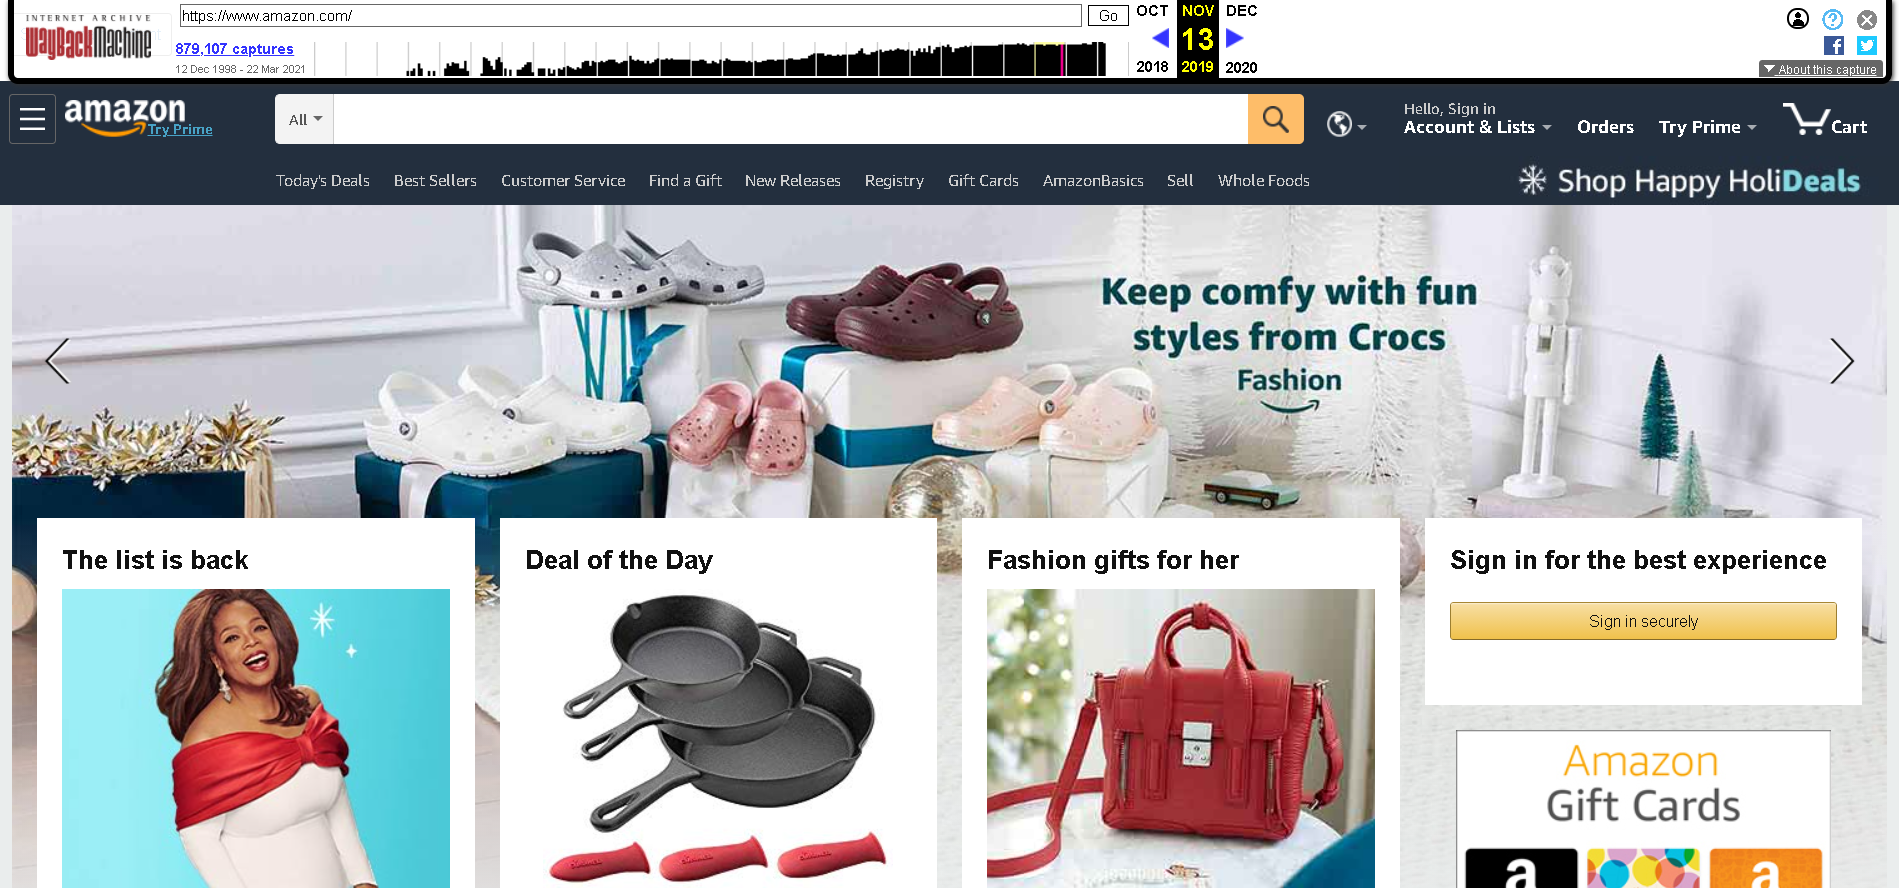 INTERNET ARCHIVE
WayBackMachine
https://www.amazon.com/
Go
879,107 captures
12 Dec 1998 - 22 Mar 2021
OCT
NOV
DEC
13
2018
2019
2020
About this capture
amazon
Try Prime
All
Hello, Sign in
Account & Lists
Orders
Try Prime
Cart
Today's Deals
Best Sellers
Customer Service
Find a Gift
New Releases
Registry
Gift Cards
AmazonBasics
Sell
Whole Foods
Shop Happy HoliDeals
Keep comfy with fun
styles from Crocs
Fashion
The list is back
Deal of the Day
Fashion gifts for her
Sign in for the best experience
Sign in securely
Amazon
Gift Cards
a
a